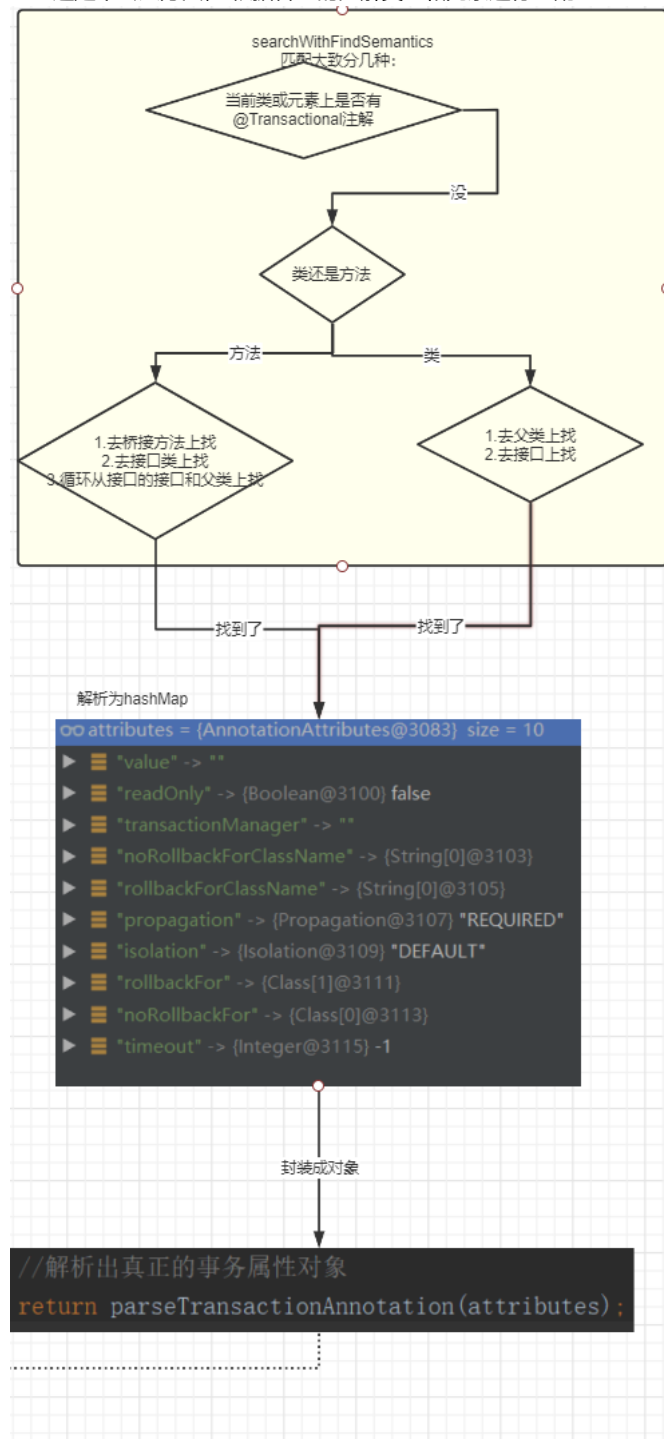 searchWithFindSemantics
匹配大致分几种:
当前类或元素上是否有
@Transactional注解
没
类还是方法
方法
类
1.去桥接方法上找
2.去接口类上找
3.循环从接口的接口和父类上找
1.去父类上找
2.去接口上找
找到了
找到了
解析为hashMap
oo attributes = {AnnotationAttributes@3083} size = 10
"value" -> ""
"readOnly" -> {Boolean@3100} false
"transactionManager" -> ""
"noRollbackForClassName" -> {String[0]@3103}
"rollbackForClassName" -> {String[0]@3105}
"propagation" -> {Propagation@3107} "REQUIRED"
"isolation" -> {Isolation@3109} "DEFAULT"
"rollbackFor" -> {Class[1]@3111}
"noRollbackFor" -> {Class[0]@3113}
"timeout" -> {Integer@3115} -1
封装成对象
//解析出真正的事务属性对象
return parseTransactionAnnotation(attributes);